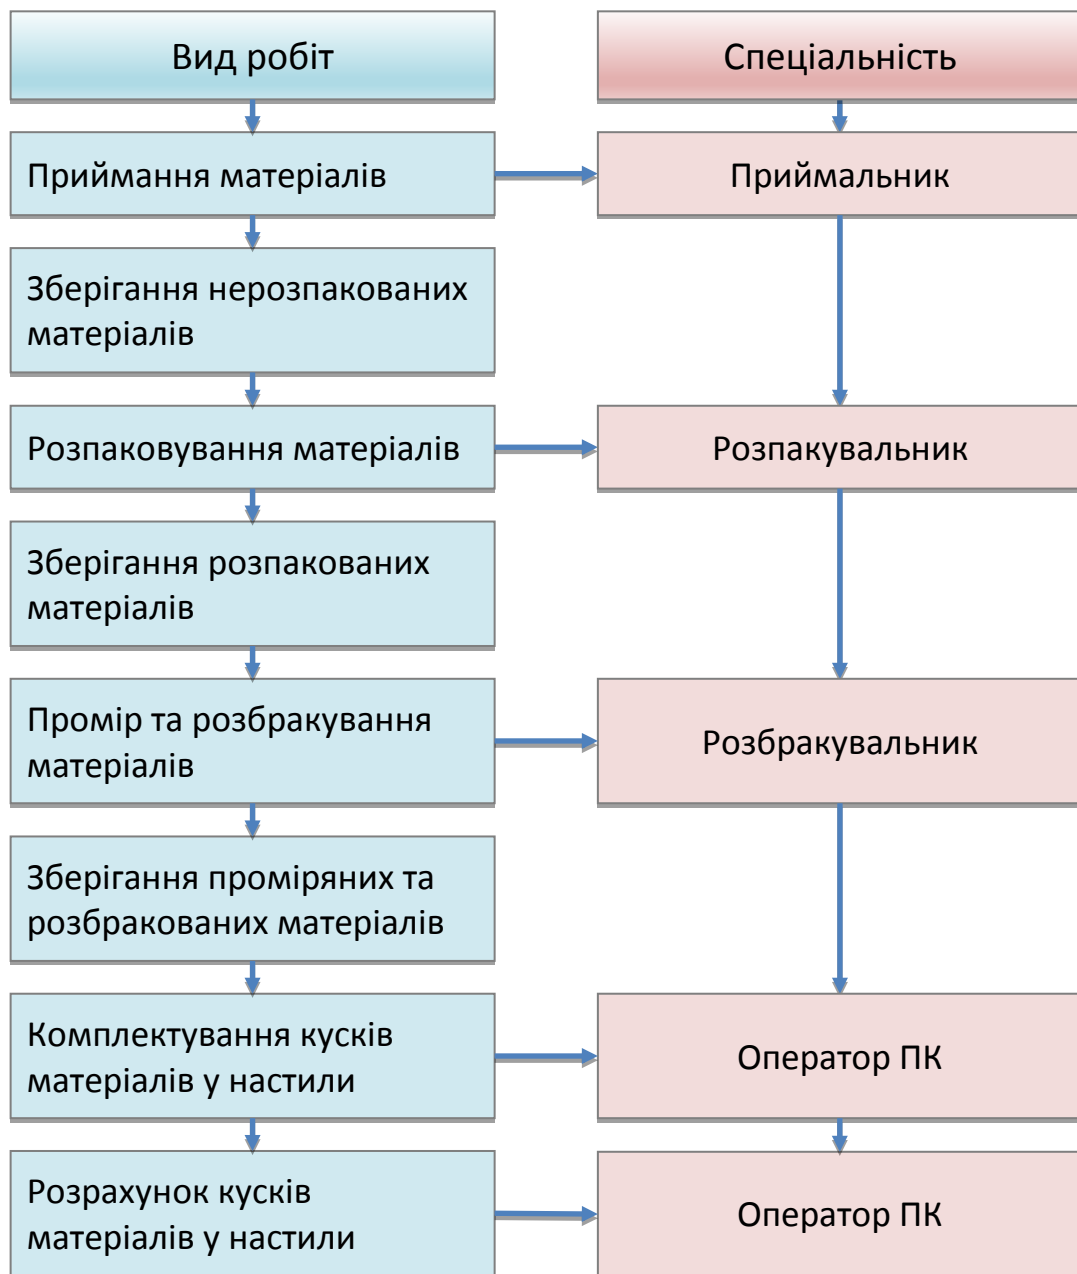 Вид робіт
Спеціальність
Приймання матеріалів
Приймальник
Зберігання нерозпакованих
матеріалів
Розпаковування матеріалів
Розпакувальник
Зберігання розпакованих
матеріалів
Промір та розбракування
матеріалів
Розбракувальник
Зберігання проміряних та
розбракованих матеріалів
Комплектування кусків
матеріалів у настили
Оператор ПК
Розрахунок кусків
матеріалів у настили
Оператор ПК